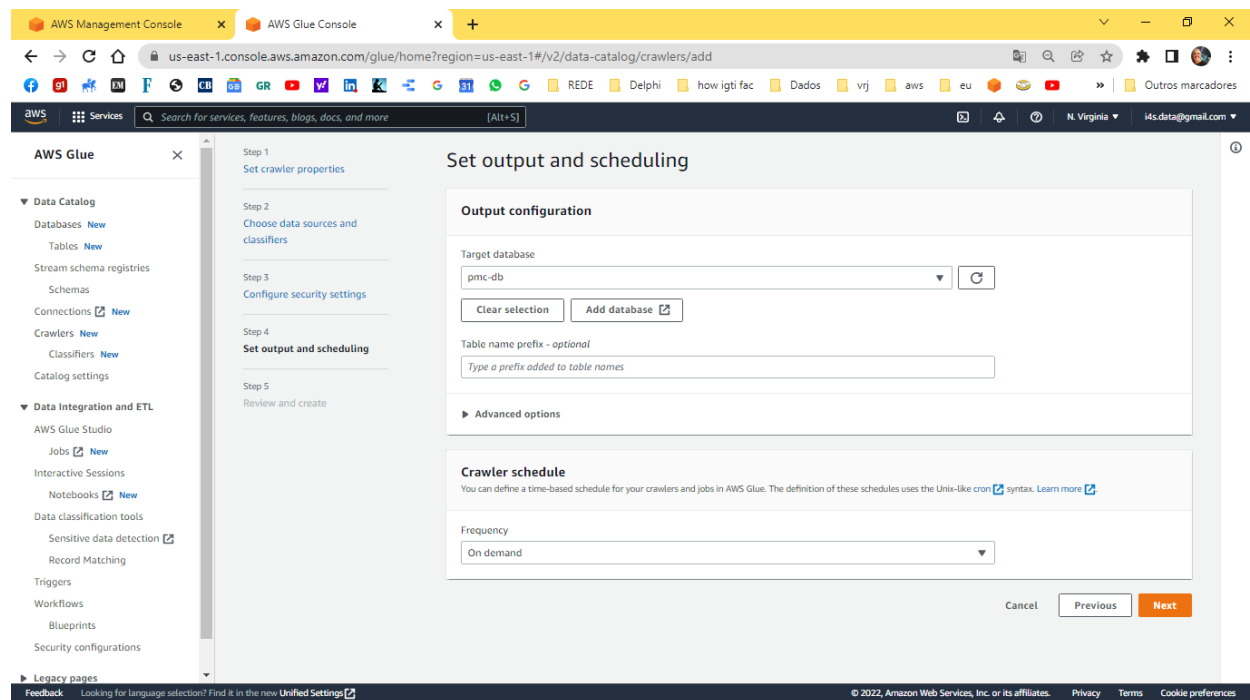 AWS Management Console
AWS Glue Console
us-east-1.console.aws.amazon.com/glue/home?region=us-east-1#/v2/data-catalog/crawlers/add
g1
EM
F
CB
GE
GR
31
G
REDE
Delphi
how igti fac
Dados
vrj
aws
eu
»
Outros marcadores
aws
Services
Search for services, features, blogs, docs, and more
[Alt+S]
N. Virginia
i4s.data@gmail.com
AWS Glue
Data Catalog
Databases New
Tables New
Stream schema registries
Schemas
Connections New
Crawlers New
Classifiers New
Catalog settings
Data Integration and ETL
AWS Glue Studio
Jobs New
Interactive Sessions
Notebooks New
Data classification tools
Sensitive data detection
Record Matching
Triggers
Workflows
Blueprints
Security configurations
Legacy pages
Step 1
Set crawler properties
Step 2
Choose data sources and
classifiers
Step 3
Configure security settings
Step 4
Set output and scheduling
Step 5
Review and create
Set output and scheduling
Output configuration
Target database
pmc-db
Clear selection
Add database
Table name prefix - optional
Type a prefix added to table names
Advanced options
Crawler schedule
You can define a time-based schedule for your crawlers and jobs in AWS Glue. The definition of these schedules uses the Unix-like cron syntax. Learn more.
Frequency
On demand
Cancel
Previous
Next
Feedback
Looking for language selection? Find it in the new Unified Settings
© 2022, Amazon Web Services, Inc. or its affiliates.
Privacy
Terms
Cookie preferences